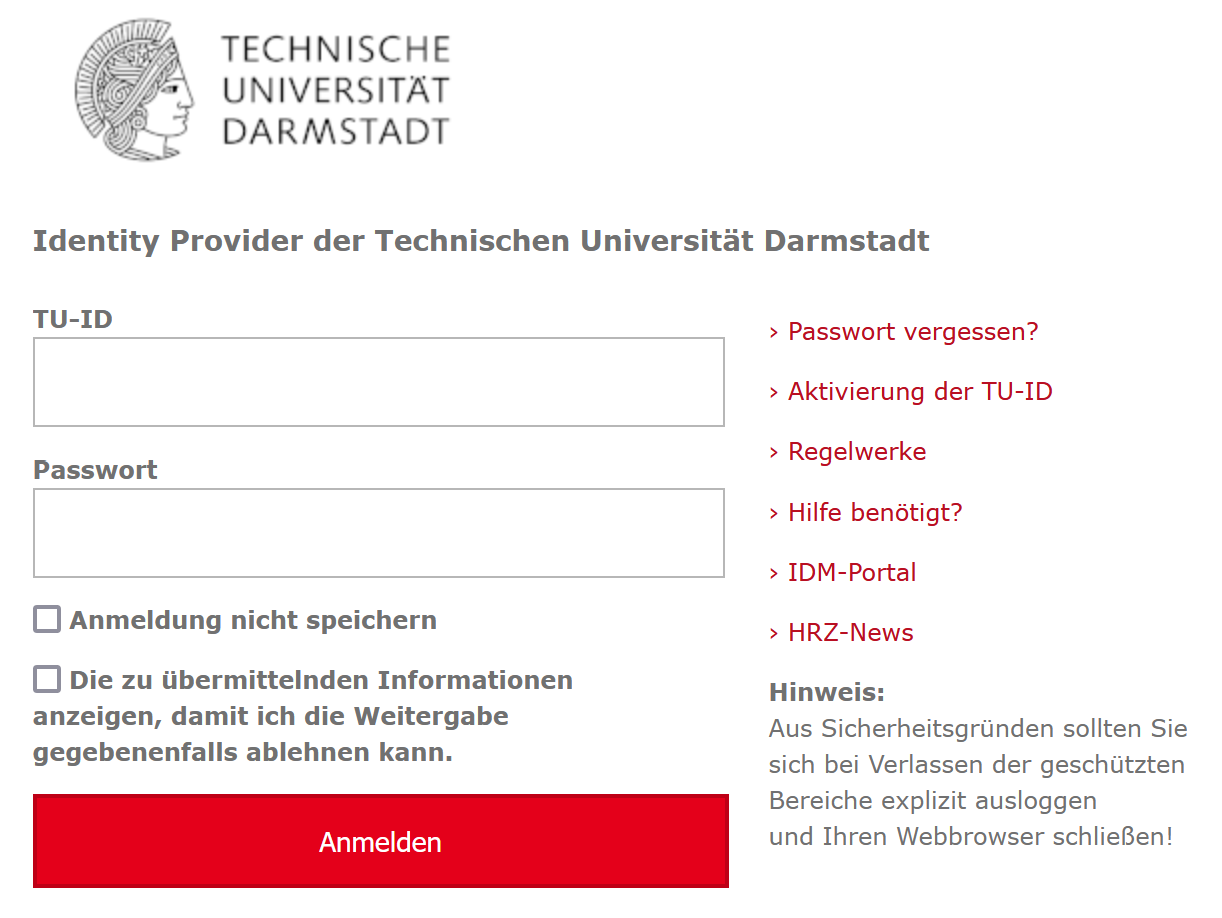 TECHNISCHE
UNIVERSITÄT
DARMSTADT
Identity Provider der Technischen Universität Darmstadt
TU-ID
Passwort
Anmeldung nicht speichern
Die zu übermittelnden Informationen
anzeigen, damit ich die Weitergabe
gegebenenfalls ablehnen kann.
Anmelden
› Passwort vergessen?
› Aktivierung der TU-ID
› Regelwerke
› Hilfe benötigt?
› IDM-Portal
› HRZ-News
Hinweis:
Aus Sicherheitsgründen sollten Sie
sich bei Verlassen der geschützten
Bereiche explizit ausloggen
und Ihren Webbrowser schließen!